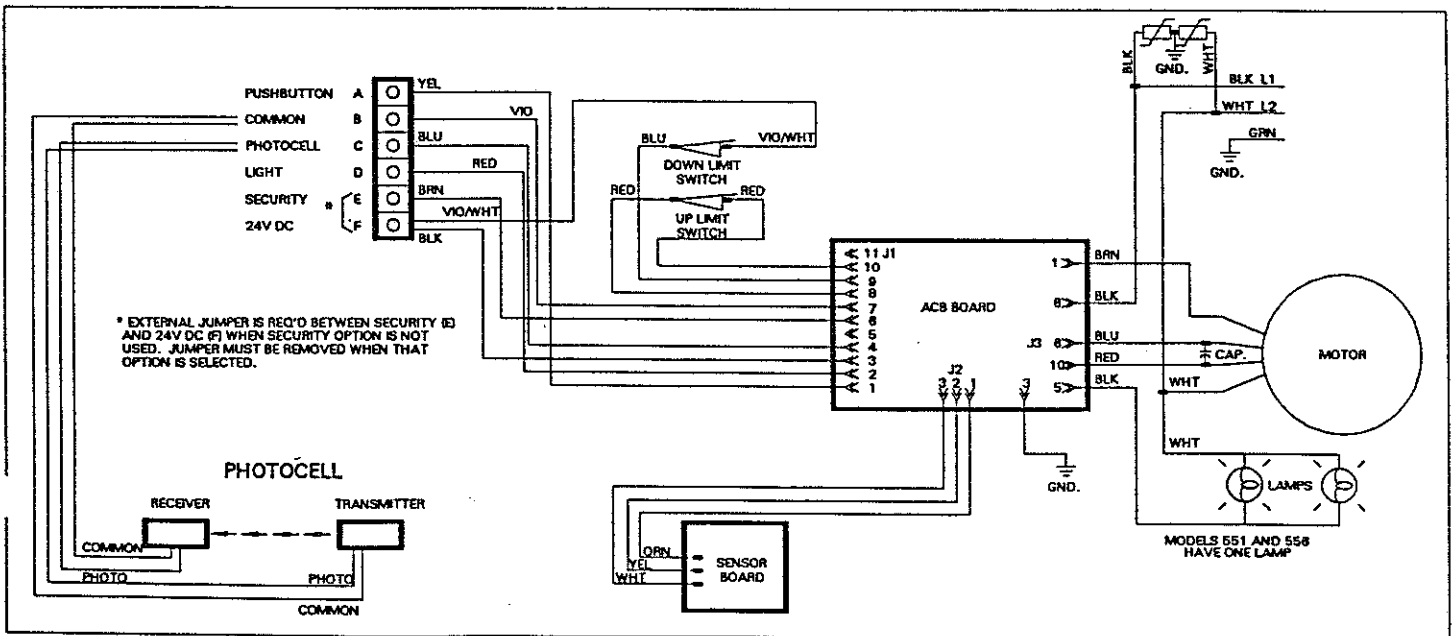 PUSHBUTTON A YEL
COMMON B VIO
PHOTOCELL C BLU
LIGHT D RED
SECURITY * E BRN
VIO/WHT
24V DC F
BLK
BLU VIO/WHT
DOWN LIMIT
SWITCH
RED RED
UP LIMIT
SWITCH
BLK WHT
GND.
BLK L1
WHT L2
GRN
GND.
* EXTERNAL JUMPER IS REQ'D BETWEEN SECURITY (E)
AND 24V DC (F) WHEN SECURITY OPTION IS NOT
USED. JUMPER MUST BE REMOVED WHEN THAT
OPTION IS SELECTED.
11 J1
10
9
8
7
6
5
4
3
2
1
ACB BOARD
1 BRN
6 BLK
J3 8 BLU
10 RED
5 BLK
CAP.
MOTOR
WHT
J2
3 2 1
3
GND.
WHT
LAMPS
MODELS 551 AND 556
HAVE ONE LAMP
PHOTOCELL
RECEIVER TRANSMITTER
COMMON
PHOTO PHOTO
COMMON
ORN
YEL
WHT
SENSOR
BOARD